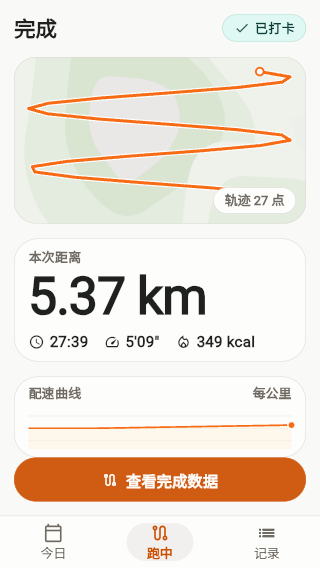 完成
已打卡
轨迹 27 点
本次距离
5.37 km
27:39 5'09" 349 kcal
配速曲线 每公里
查看完成数据
今日 跑中 记录